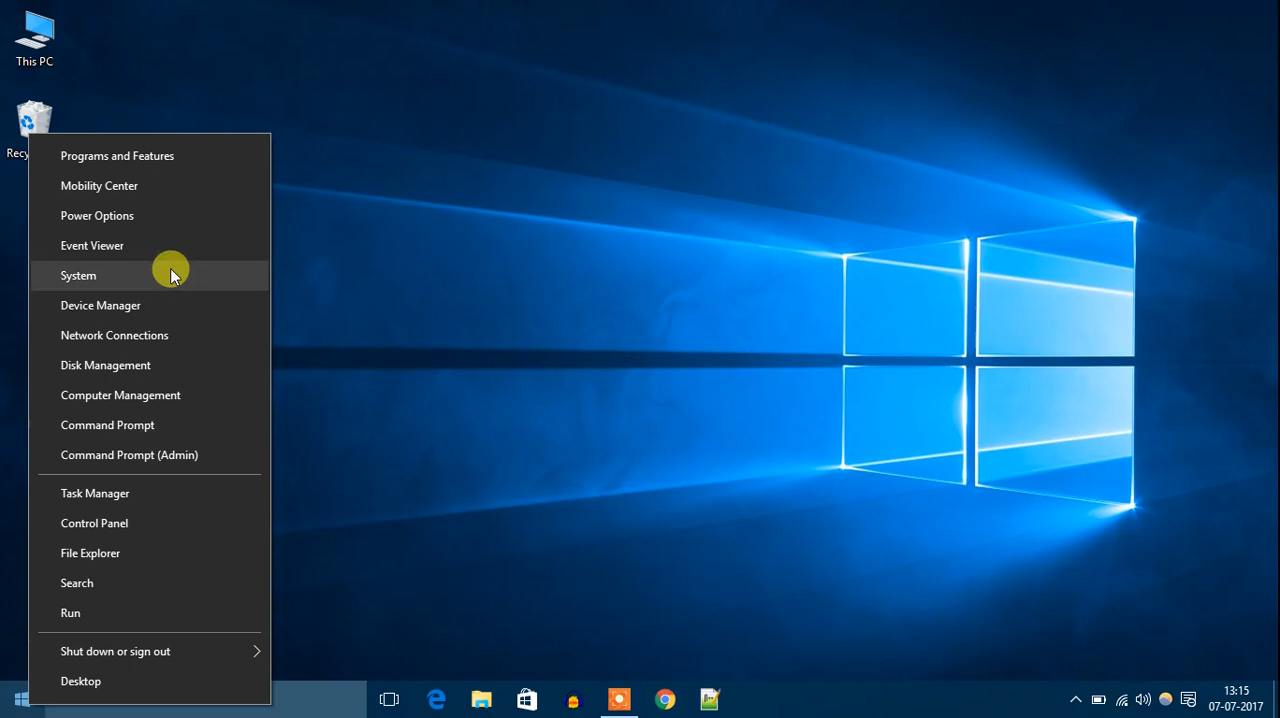 This PC
Recy
Programs and Features
Mobility Center
Power Options
Event Viewer
System
Device Manager
Network Connections
Disk Management
Computer Management
Command Prompt
Command Prompt (Admin)
Task Manager
Control Panel
File Explorer
Search
Run
Shut down or sign out
Desktop
13:15
07-07-2017